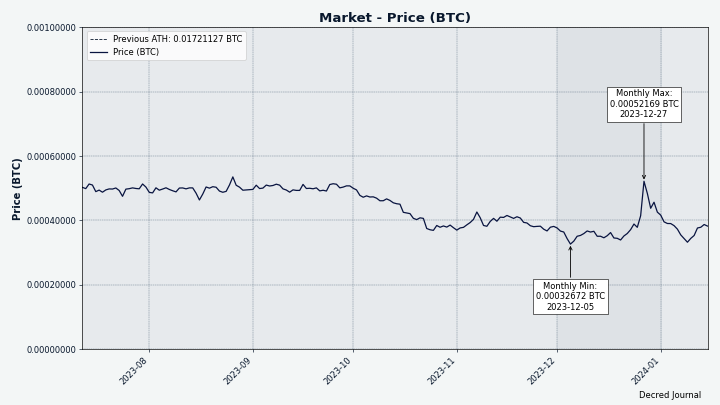 Market - Price (BTC)
Previous ATH: 0.01721127 BTC
Price (BTC)
Price (BTC)
0.00100000
0.00080000
0.00060000
0.00040000
0.00020000
0.00000000
Monthly Max:
0.00052169 BTC
2023-12-27
Monthly Min:
0.00032672 BTC
2023-12-05
2023-08
2023-09
2023-10
2023-11
2023-12
2024-01
Decred Journal